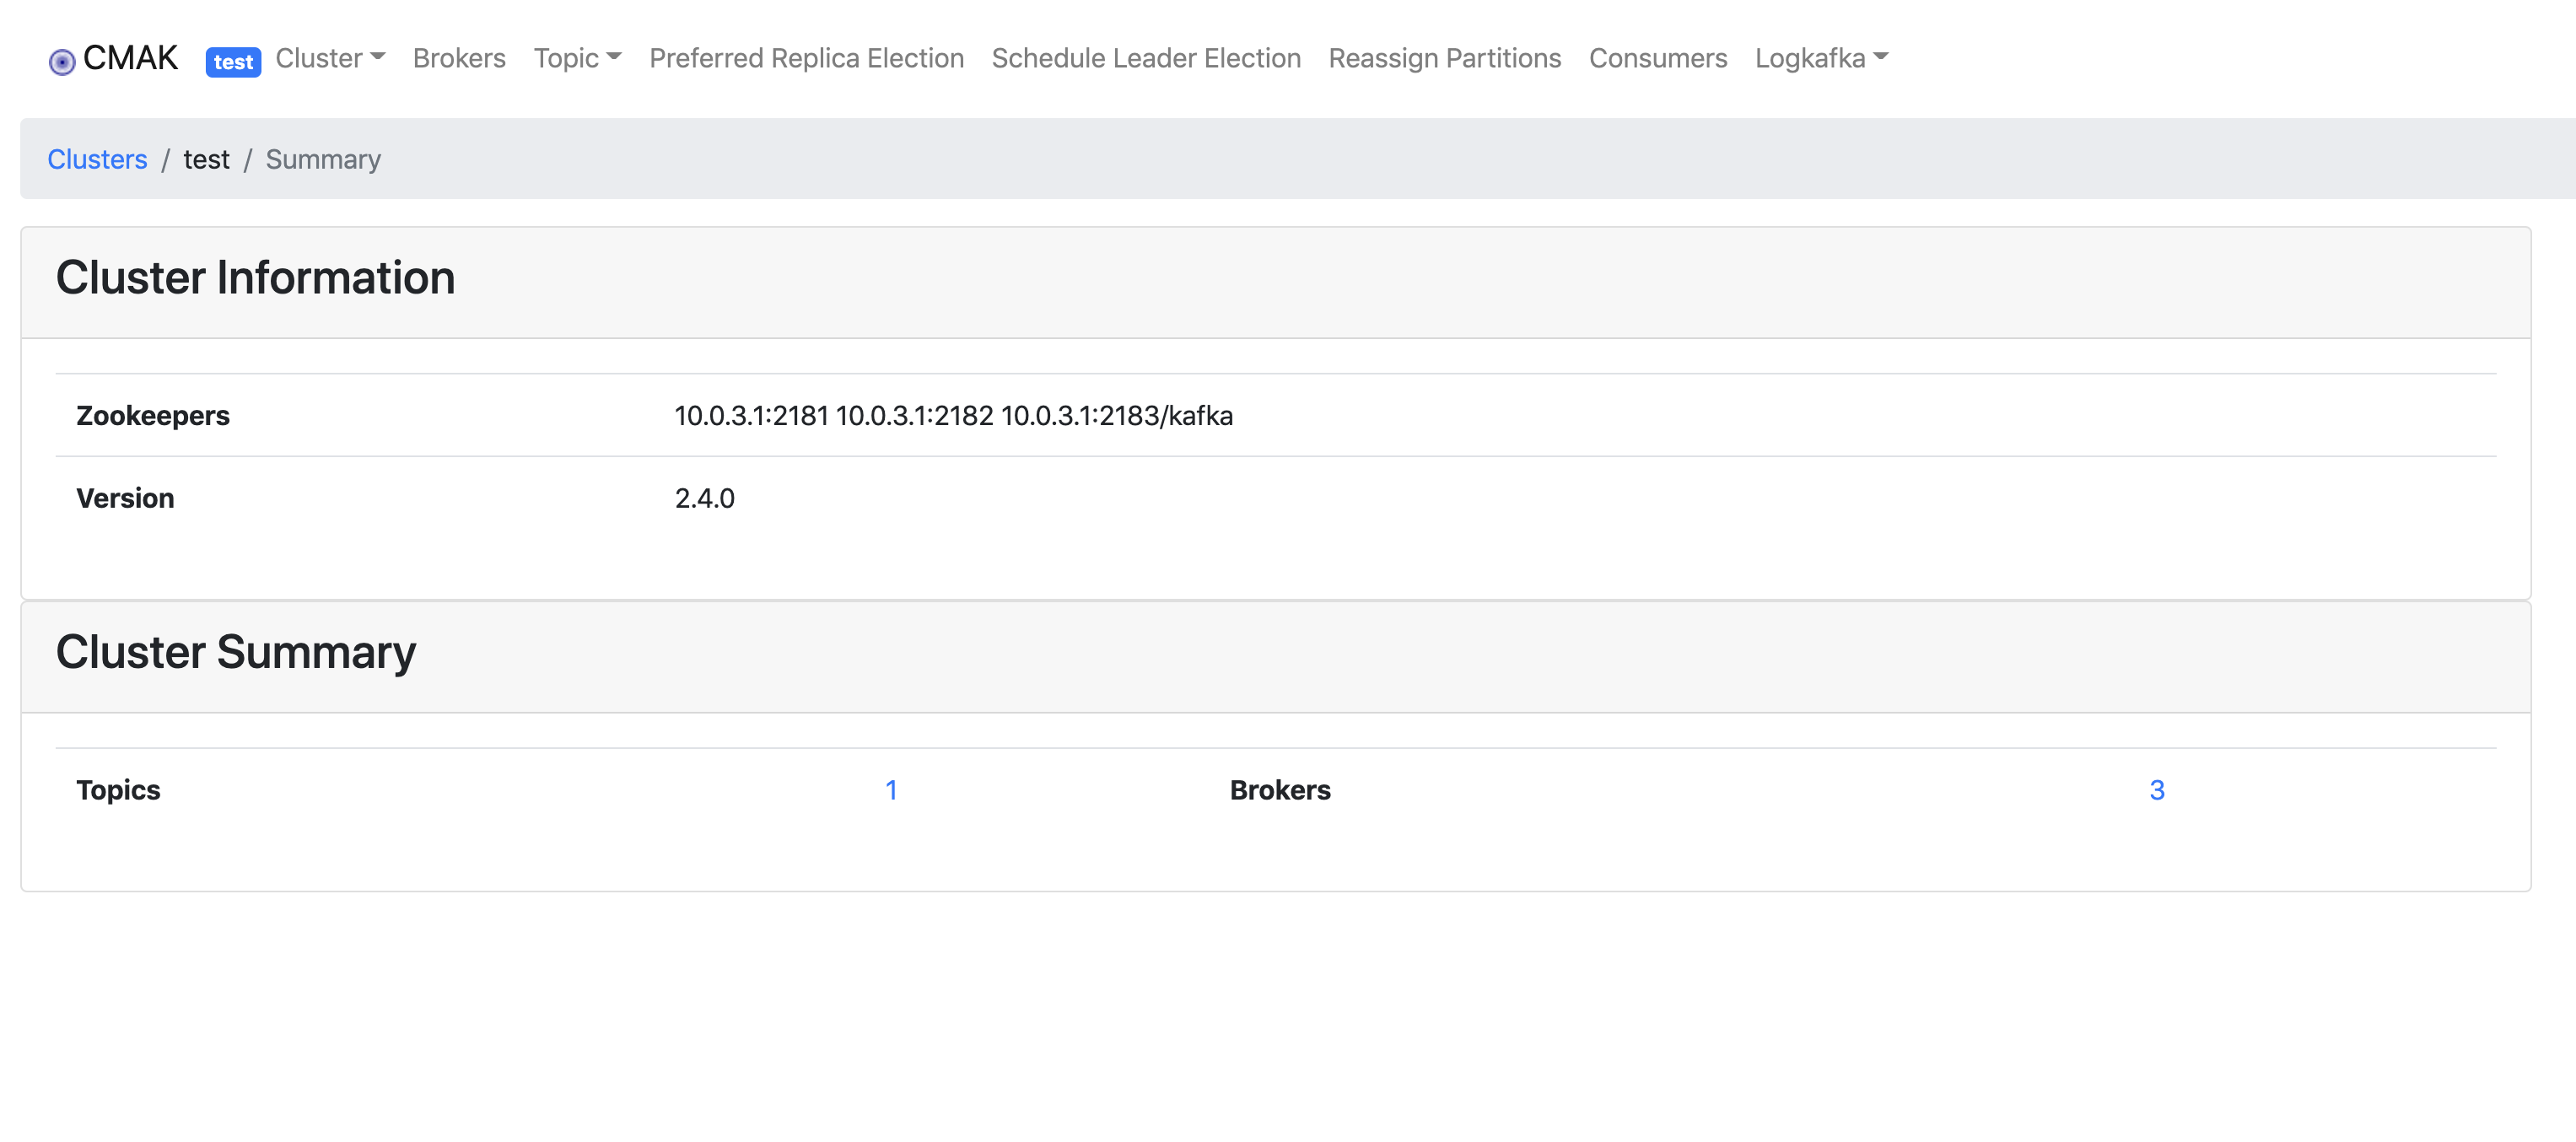 CMAK test Cluster Brokers Topic Preferred Replica Election Schedule Leader Election Reassign Partitions Consumers Logkafka
Clusters / test / Summary
Cluster Information
Zookeepers 10.0.3.1:2181 10.0.3.1:2182 10.0.3.1:2183/kafka
Version 2.4.0
Cluster Summary
Topics 1 Brokers 3